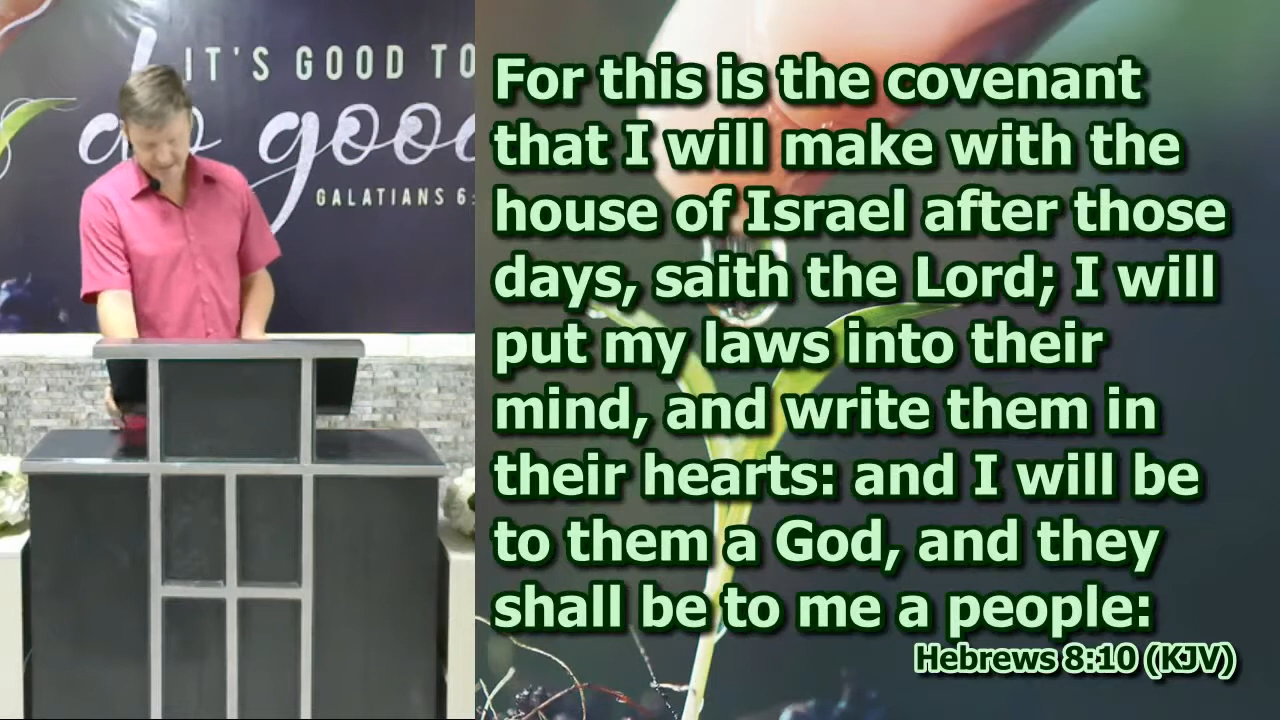 IT'S GOOD TO
do good
GALATIANS 6:
For this is the covenant
that I will make with the
house of Israel after those
days, saith the Lord; I will
put my laws into their
mind, and write them in
their hearts: and I will be
to them a God, and they
shall be to me a people:
Hebrews 8:10 (KJV)